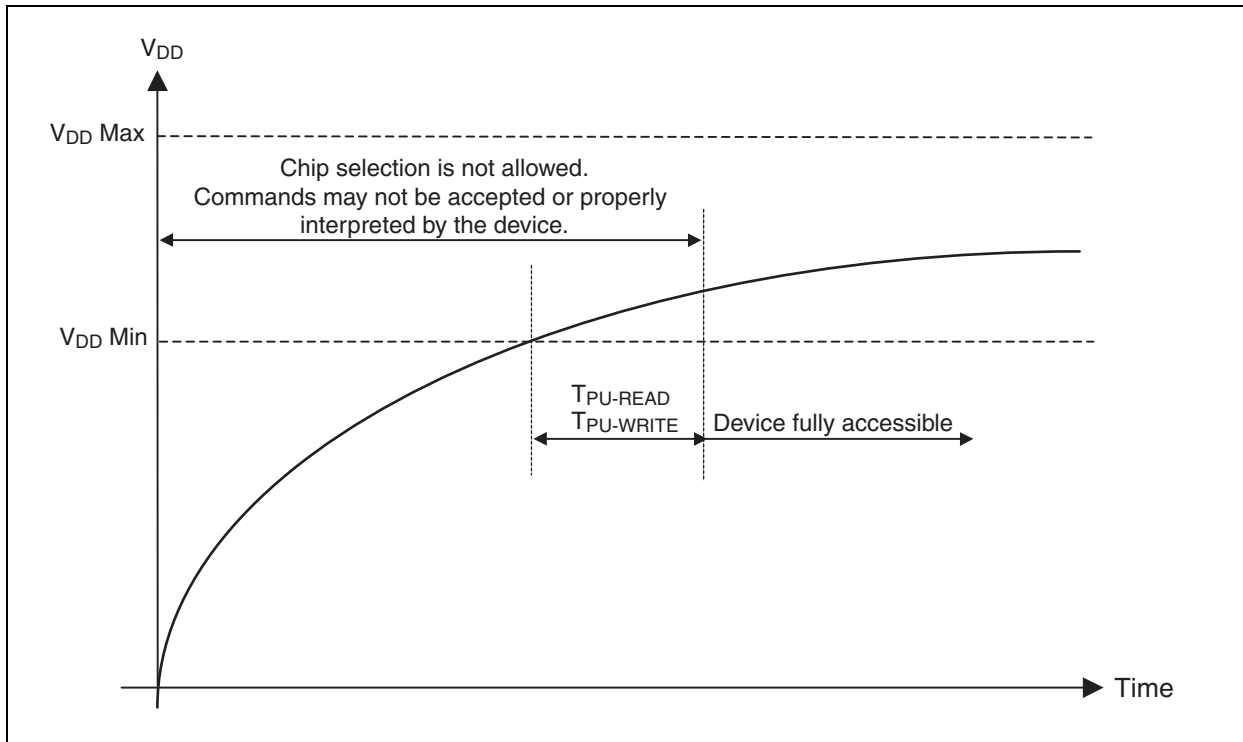 VDD
VDD Max
Chip selection is not allowed.
Commands may not be accepted or properly
interpreted by the device.
VDD Min
TPU-READ
TPU-WRITE
Device fully accessible
Time